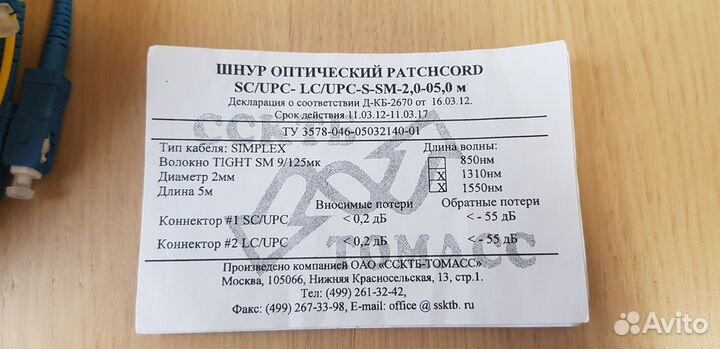 ШНУР ОПТИЧЕСКИЙ PATCHCORD
SC/UPC- LC/UPC-S-SM-2,0-05,0 м
Декларация о соответствии Д-КБ-2670 от 16.03.12.
Срок действия 11.03.12-11.03.17
ТУ 3578-046-05032140-01
Тип кабеля: SIMPLEX Длина волны:
Волокно TIGHT SM 9/125мк 850нм
Диаметр 2мм X 1310нм
Длина 5м X 1550нм
Вносимые потери Обратные потери
Коннектор #1 SC/UPC < 0,2 дБ < - 55 дБ
Коннектор #2 LC/UPC < 0,2 дБ < - 55 дБ
ССКТБ
ТОМАСС
Произведено компанией ОАО «ССКТБ-ТОМАСС»
Москва, 105066, Нижняя Красносельская, 13, стр.1.
Тел: (499) 261-32-42,
Факс: (499) 267-33-98, E-mail: office @ ssktb. ru
Avito